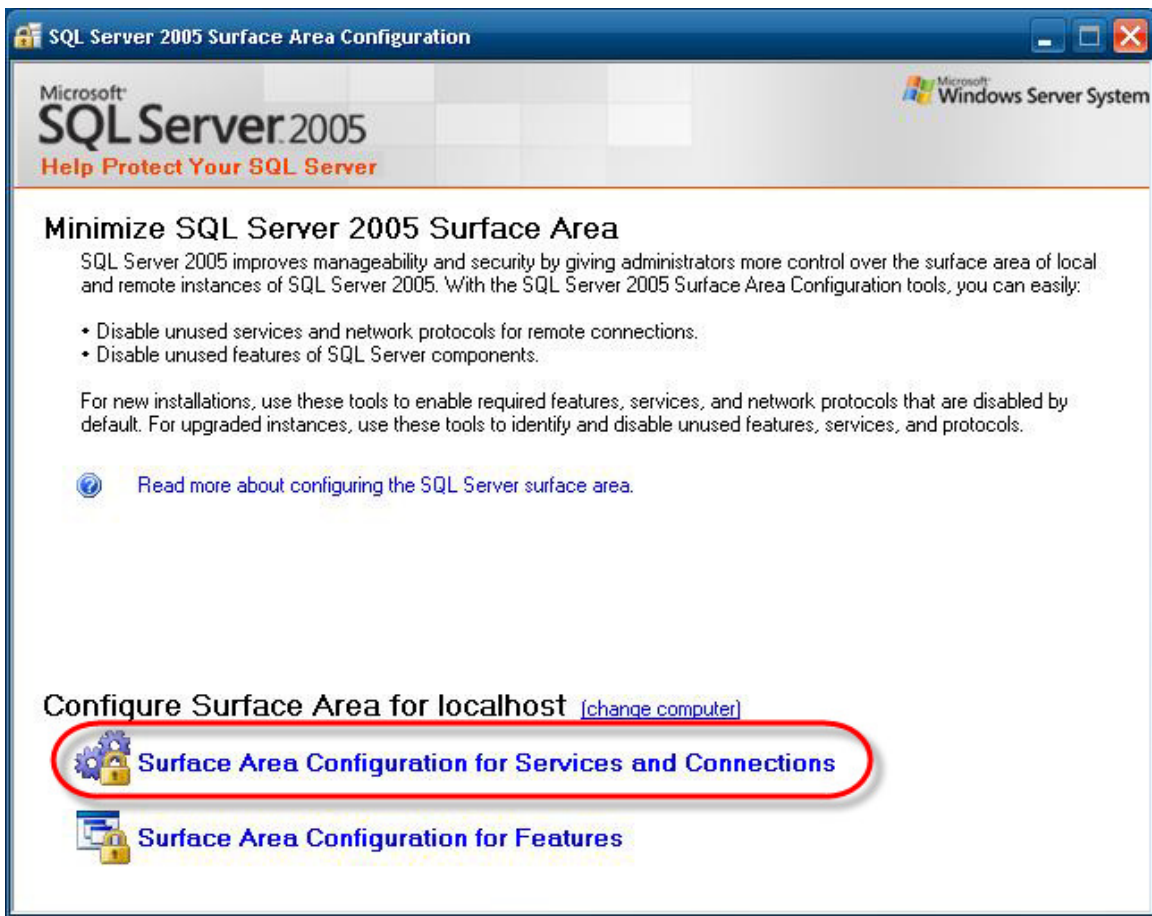 SQL Server 2005 Surface Area Configuration
Microsoft
SQL Server 2005
Help Protect Your SQL Server
Microsoft
Windows Server System
Minimize SQL Server 2005 Surface Area
SQL Server 2005 improves manageability and security by giving administrators more control over the surface area of local
and remote instances of SQL Server 2005. With the SQL Server 2005 Surface Area Configuration tools, you can easily:
• Disable unused services and network protocols for remote connections.
• Disable unused features of SQL Server components.
For new installations, use these tools to enable required features, services, and network protocols that are disabled by
default. For upgraded instances, use these tools to identify and disable unused features, services, and protocols.
Read more about configuring the SQL Server surface area.
Configure Surface Area for localhost (change computer)
Surface Area Configuration for Services and Connections
Surface Area Configuration for Features